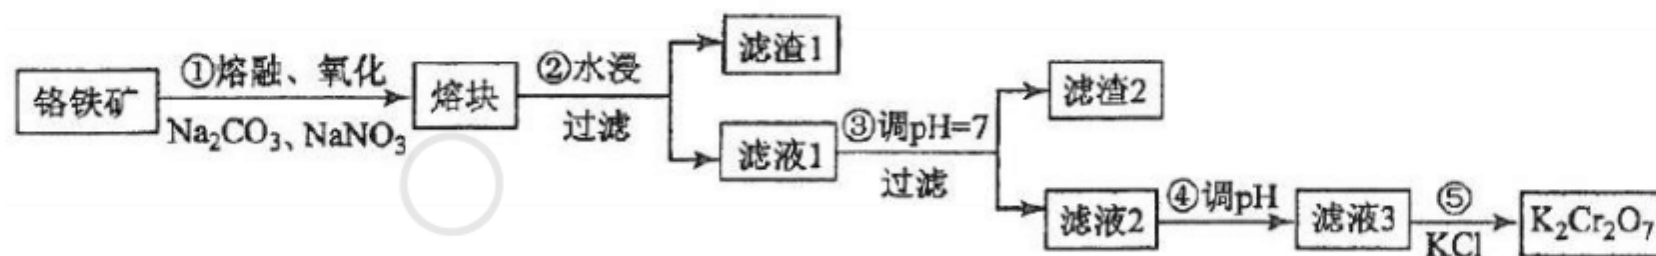 铬铁矿
①熔融、氧化
Na₂CO₃、NaNO₃
熔块
②水浸
过滤
滤渣1
滤液1
③调pH=7
过滤
滤渣2
滤液2
④调pH
滤液3
⑤
KCl
K₂Cr₂O₇